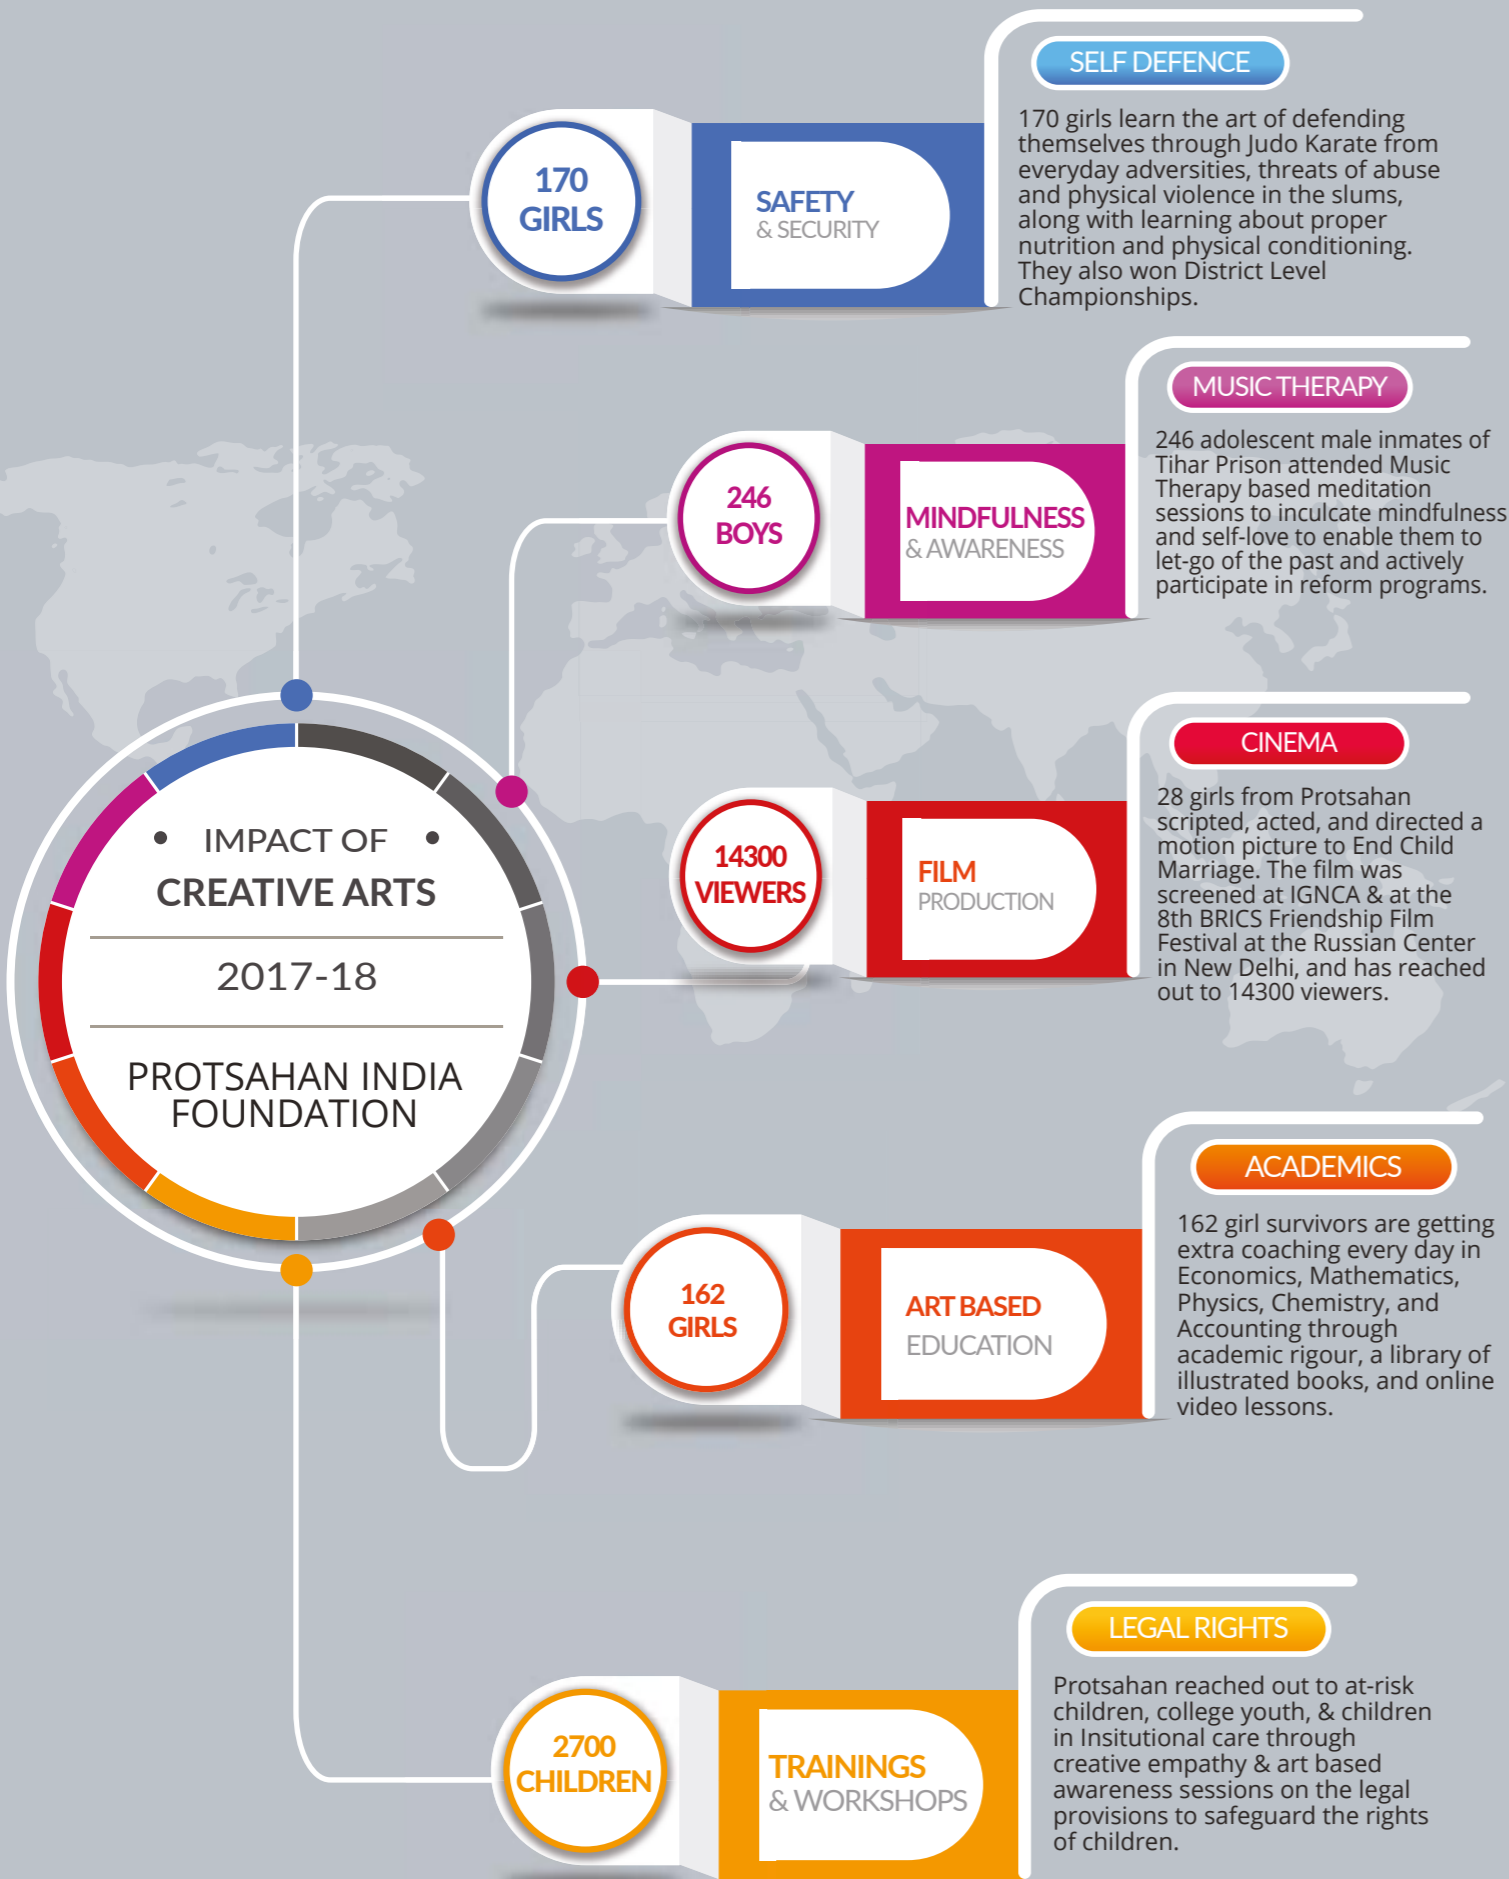 SELF DEFENCE
170 girls learn the art of defending
themselves through Judo Karate from
everyday adversities, threats of abuse
and physical violence in the slums,
along with learning about proper
nutrition and physical conditioning.
They also won District Level
Championships.
170
GIRLS
SAFETY
& SECURITY
MUSIC THERAPY
246 adolescent male inmates of
Tihar Prison attended Music
Therapy based meditation
sessions to inculcate mindfulness
and self-love to enable them to
let-go of the past and actively
participate in reform programs.
246
BOYS
MINDFULNESS
& AWARENESS
CINEMA
28 girls from Protsahan
scripted, acted, and directed a
motion picture to End Child
Marriage. The film was
screened at IGNCA & at the
8th BRICS Friendship Film
Festival at the Russian Center
in New Delhi, and has reached
out to 14300 viewers.
14300
VIEWERS
FILM
PRODUCTION
• IMPACT OF •
CREATIVE ARTS
2017-18
PROTSAHAN INDIA
FOUNDATION
ACADEMICS
162 girl survivors are getting
extra coaching every day in
Economics, Mathematics,
Physics, Chemistry, and
Accounting through
academic rigour, a library of
illustrated books, and online
video lessons.
162
GIRLS
ART BASED
EDUCATION
LEGAL RIGHTS
Protsahan reached out to at-risk
children, college youth, & children
in Insitutional care through
creative empathy & art based
awareness sessions on the legal
provisions to safeguard the rights
of children.
2700
CHILDREN
TRAININGS
& WORKSHOPS